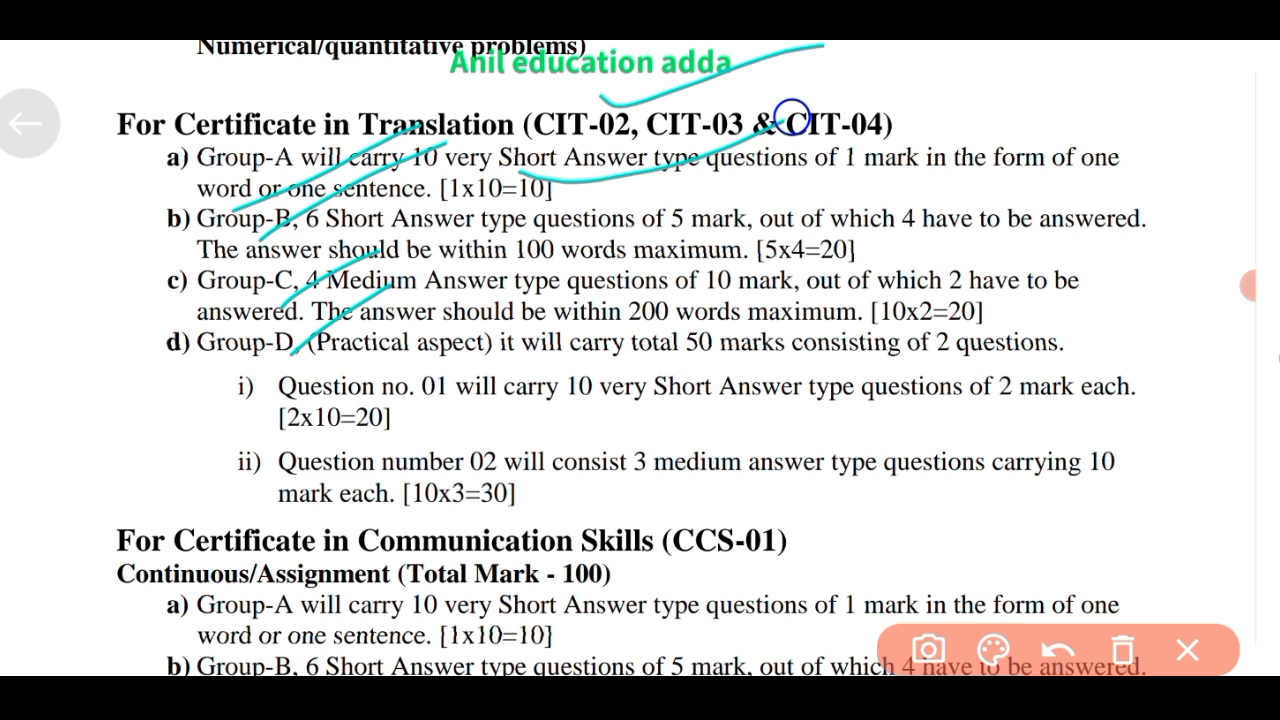 Numerical/quantitative problems)
Anil education adda
For Certificate in Translation (CIT-02, CIT-03 & CIT-04)
a) Group-A will carry 10 very Short Answer type questions of 1 mark in the form of one
word or one sentence. [1x10=10]
b) Group-B, 6 Short Answer type questions of 5 mark, out of which 4 have to be answered.
The answer should be within 100 words maximum. [5x4=20]
c) Group-C, 4 Medium Answer type questions of 10 mark, out of which 2 have to be
answered. The answer should be within 200 words maximum. [10x2=20]
d) Group-D, (Practical aspect) it will carry total 50 marks consisting of 2 questions.
i) Question no. 01 will carry 10 very Short Answer type questions of 2 mark each.
[2x10=20]
ii) Question number 02 will consist 3 medium answer type questions carrying 10
mark each. [10x3=30]
For Certificate in Communication Skills (CCS-01)
Continuous/Assignment (Total Mark - 100)
a) Group-A will carry 10 very Short Answer type questions of 1 mark in the form of one
word or one sentence. [1x10=10]
b) Group-B, 6 Short Answer type questions of 5 mark, out of which 4 have to be answered.